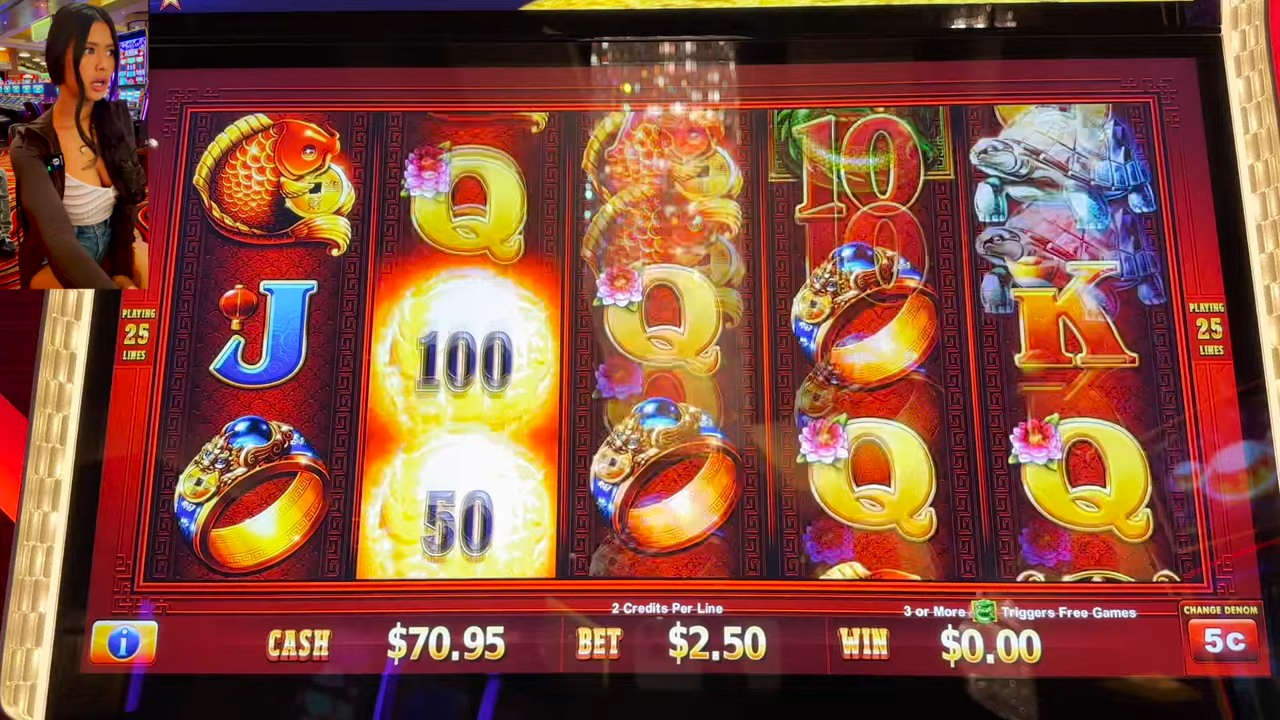 10
Q
J
100
Q
K
PLAYING
25
LINES
PLAYING
25
LINES
50
Q
Q
2 Credits Per Line
3 or More Triggers Free Games
CHANGE DENOM
5¢
i
CASH $70.95
BET $2.50
WIN $0.00